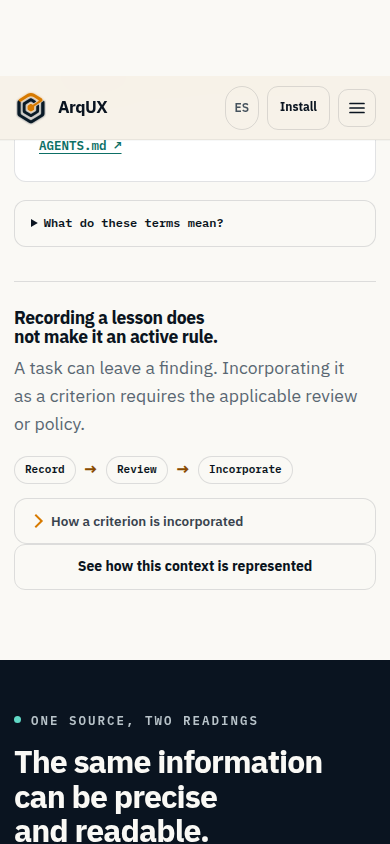 ArqUX
ES
Install
AGENTS.md ↗
▶ What do these terms mean?
Recording a lesson does
not make it an active rule.
A task can leave a finding. Incorporating it
as a criterion requires the applicable review
or policy.
Record → Review → Incorporate
How a criterion is incorporated
See how this context is represented
ONE SOURCE, TWO READINGS
The same information
can be precise
and readable.